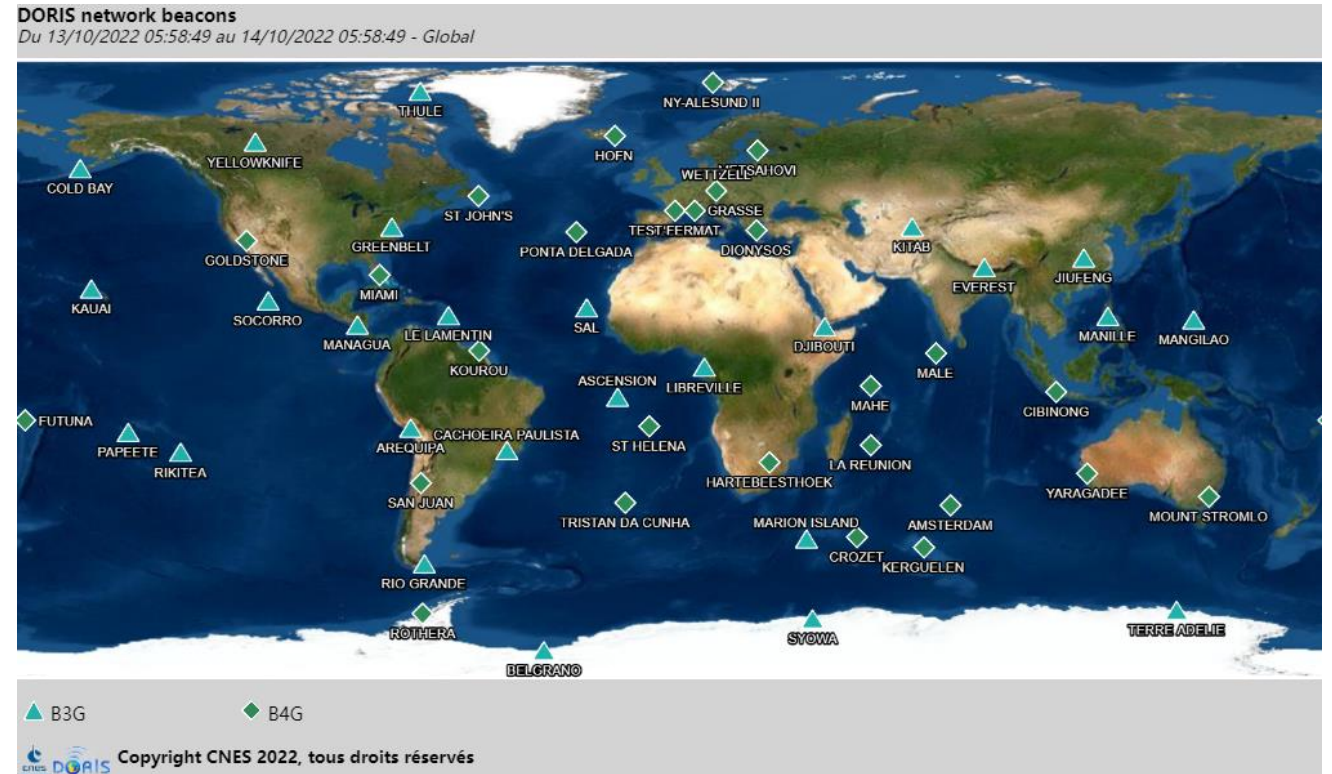 DORIS network beacons
Du 13/10/2022 05:58:49 au 14/10/2022 05:58:49 - Global
THULE
NY-ALESUND II
YELLOWKNIFE
HOFN
METSAHOVI
WETTZELL
COLD BAY
ST JOHN'S
GRASSE
GREENBELT
TEST'FERMAT
PONTA DELGADA
DIONYSOS
KITAB
GOLDSTONE
JIUFENG
EVEREST
MIAMI
KAUAI
SOCORRO
SAL
LE LAMENTIN
MANAGUA
DJIBOUTI
MANILLE
MANGILAO
KOUROU
MALE
ASCENSION
LIBREVILLE
MAHE
CIBINONG
FUTUNA
CACHOEIRA PAULISTA
PAPEETE
AREQUIPA
ST HELENA
RIKITEA
LA REUNION
HARTEBEESTHOEK
YARAGADEE
SAN JUAN
MOUNT STROMLO
TRISTAN DA CUNHA
MARION ISLAND
AMSTERDAM
CROZET
KERGUELEN
RIO GRANDE
ROTHERA
SYOWA
TERRE ADELIE
BELGRANO
B3G
B4G
cnes
DORIS
Copyright CNES 2022, tous droits réservés